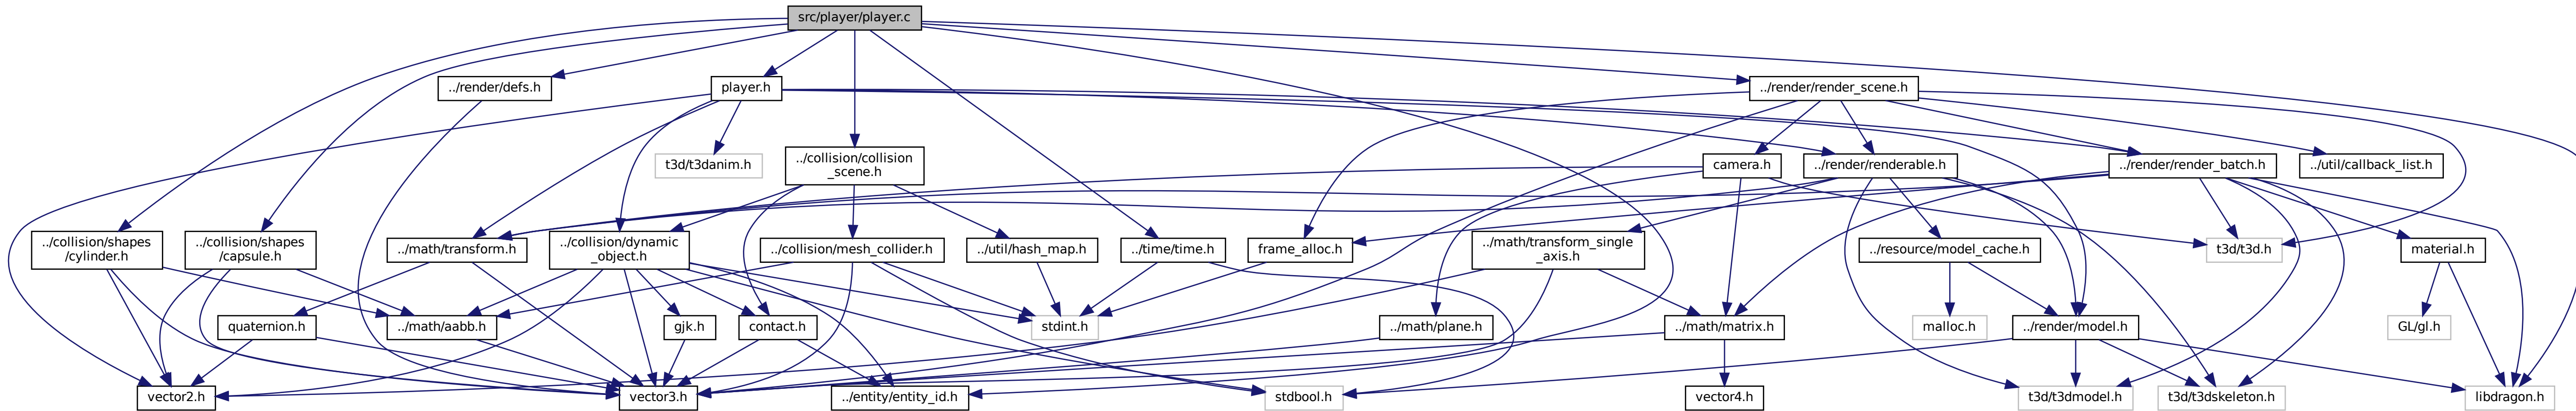 src/player/player.c
../render/defs.h
player.h
../render/render_scene.h
t3d/t3danim.h
../collision/collision
_scene.h
camera.h
../render/renderable.h
../render/render_batch.h
../util/callback_list.h
../collision/shapes
/cylinder.h
../collision/shapes
/capsule.h
../math/transform.h
../collision/dynamic
_object.h
../collision/mesh_collider.h
../util/hash_map.h
../time/time.h
frame_alloc.h
../math/transform_single
_axis.h
../resource/model_cache.h
t3d/t3d.h
material.h
quaternion.h
../math/aabb.h
gjk.h
contact.h
stdint.h
../math/plane.h
../math/matrix.h
malloc.h
../render/model.h
GL/gl.h
vector2.h
vector3.h
../entity/entity_id.h
stdbool.h
vector4.h
t3d/t3dmodel.h
t3d/t3dskeleton.h
libdragon.h